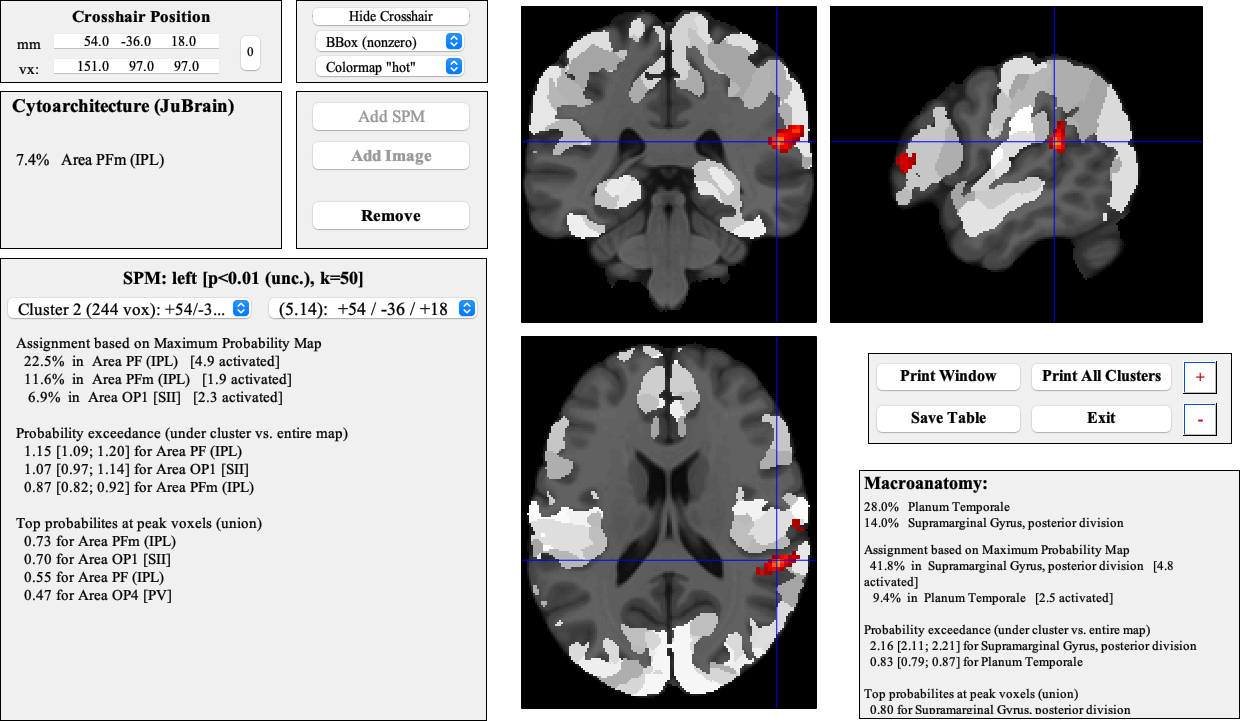 Crosshair Position
mm 54.0 -36.0 18.0
vx: 151.0 97.0 97.0
0
Hide Crosshair
BBox (nonzero)
Colormap "hot"
Cytoarchitecture (JuBrain)
7.4% Area PFm (IPL)
Add SPM
Add Image
Remove
SPM: left [p<0.01 (unc.), k=50]
Cluster 2 (244 vox): +54/-3... (5.14): +54 / -36 / +18
Assignment based on Maximum Probability Map
22.5% in Area PF (IPL) [4.9 activated]
11.6% in Area PFm (IPL) [1.9 activated]
6.9% in Area OP1 [SII] [2.3 activated]
Probability exceedance (under cluster vs. entire map)
1.15 [1.09; 1.20] for Area PF (IPL)
1.07 [0.97; 1.14] for Area OP1 [SII]
0.87 [0.82; 0.92] for Area PFm (IPL)
Top probabilites at peak voxels (union)
0.73 for Area PFm (IPL)
0.70 for Area OP1 [SII]
0.55 for Area PF (IPL)
0.47 for Area OP4 [PV]
Print Window Print All Clusters +
Save Table Exit -
Macroanatomy:
28.0% Planum Temporale
14.0% Supramarginal Gyrus, posterior division
Assignment based on Maximum Probability Map
41.8% in Supramarginal Gyrus, posterior division [4.8
activated]
9.4% in Planum Temporale [2.5 activated]
Probability exceedance (under cluster vs. entire map)
2.16 [2.11; 2.21] for Supramarginal Gyrus, posterior division
0.83 [0.79; 0.87] for Planum Temporale
Top probabilites at peak voxels (union)
0.80 for Supramarginal Gyrus, posterior division